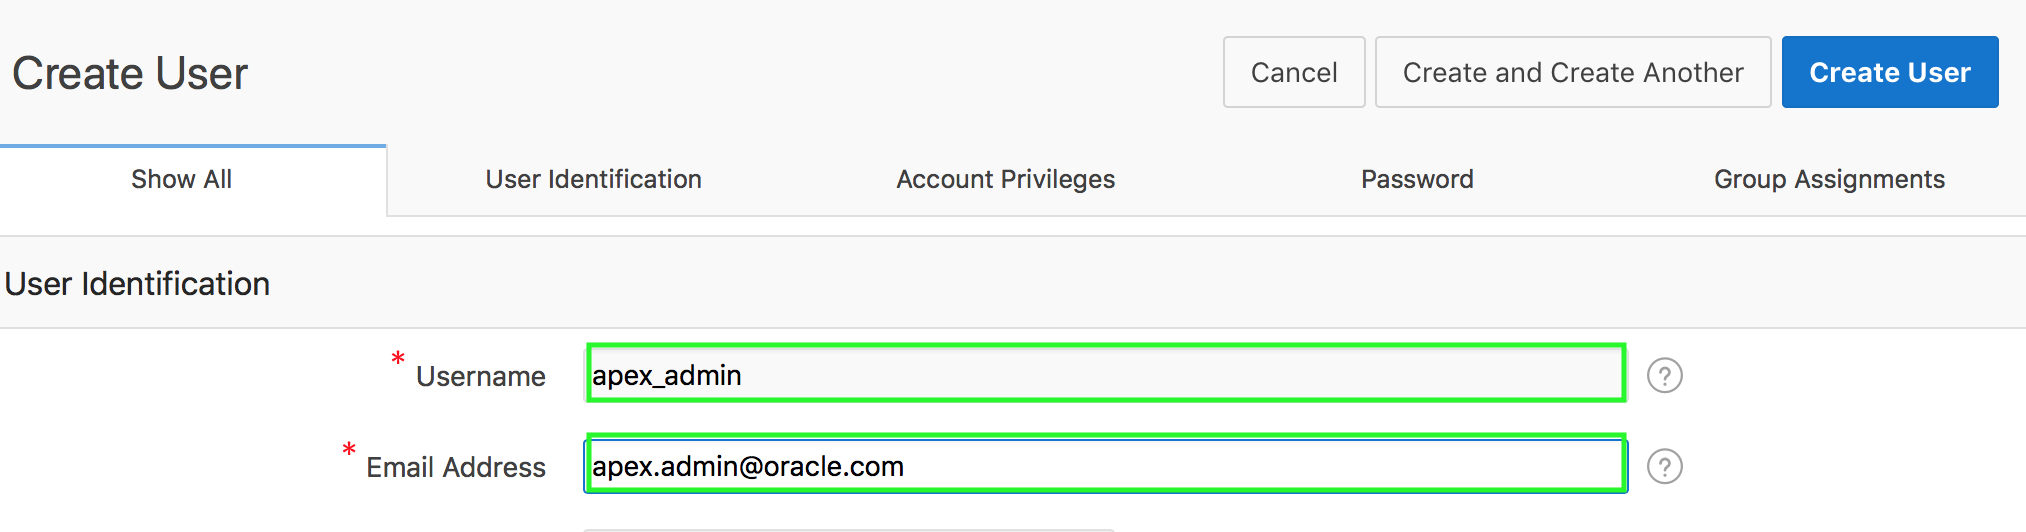 Create User
Cancel
Create and Create Another
Create User
Show All
User Identification
Account Privileges
Password
Group Assignments
User Identification
* Username
apex_admin
?
* Email Address
apex.admin@oracle.com
?